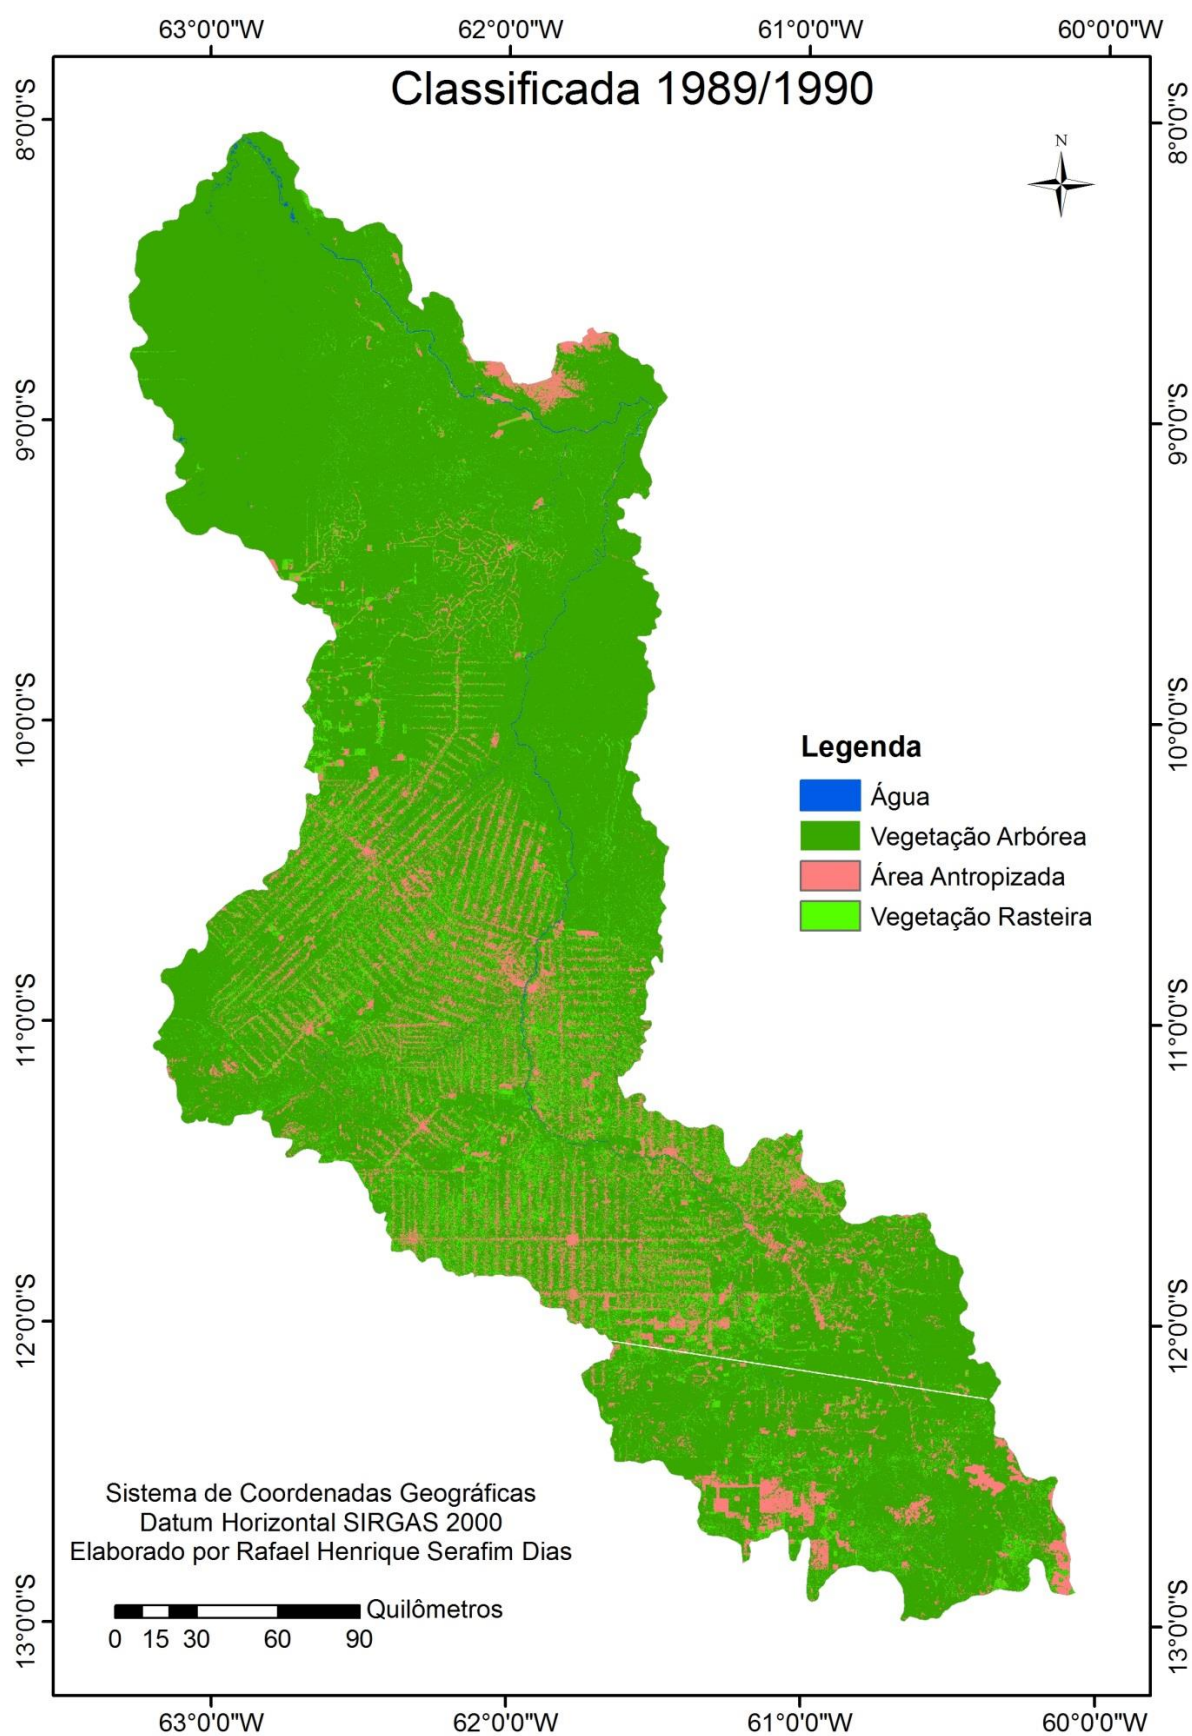 63°0'0"W 62°0'0"W 61°0'0"W 60°0'0"W
Classificada 1989/1990
N
8°0'0"S 8°0'0"S
9°0'0"S 9°0'0"S
10°0'0"S 10°0'0"S
Legenda
Água
Vegetação Arbórea
Área Antropizada
Vegetação Rasteira
11°0'0"S 11°0'0"S
12°0'0"S 12°0'0"S
Sistema de Coordenadas Geográficas
Datum Horizontal SIRGAS 2000
Elaborado por Rafael Henrique Serafim Dias
Quilômetros
0 15 30 60 90
13°0'0"S 13°0'0"S
63°0'0"W 62°0'0"W 61°0'0"W 60°0'0"W